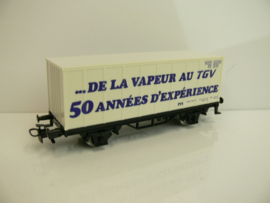 ...DE LA VAPEUR AU TGV
50 ANNÉES D'EXPÉRIENCE
...